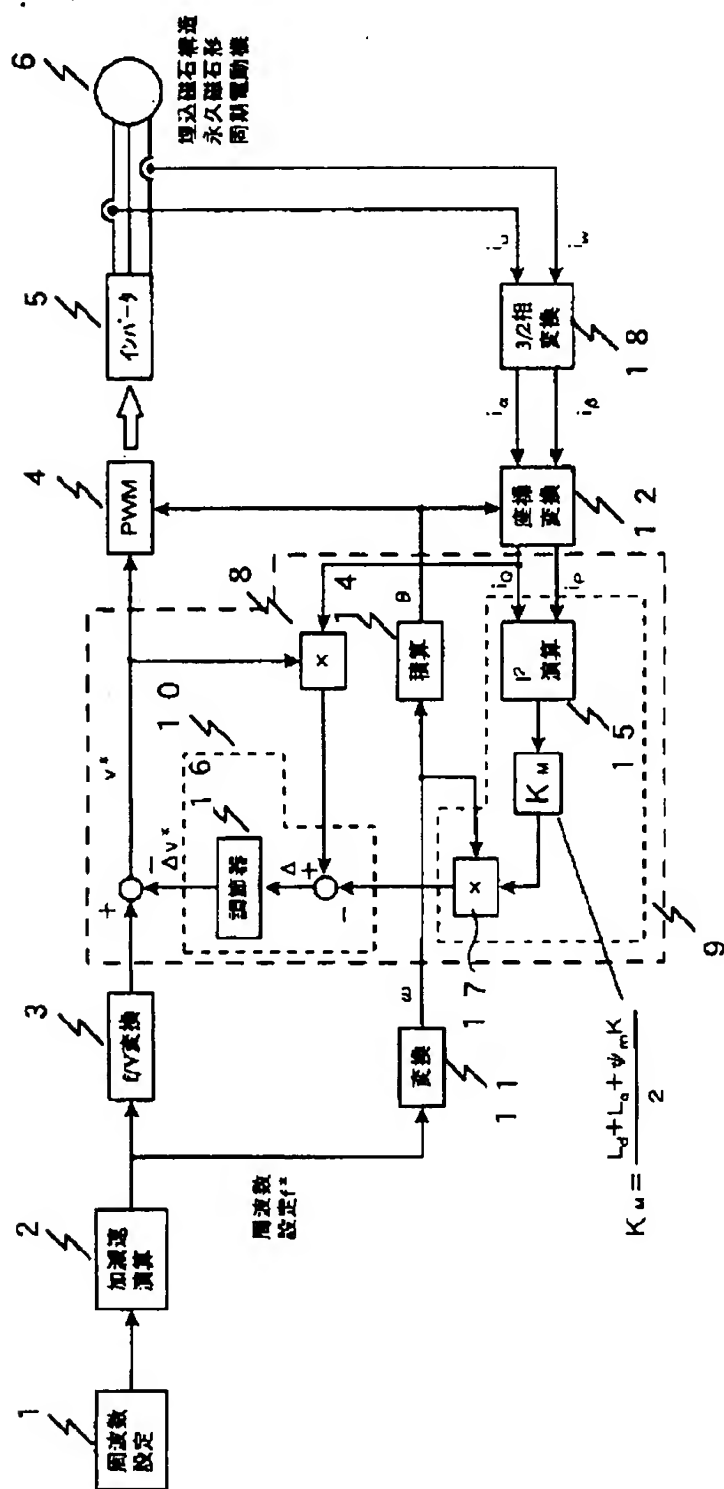 1
周波数
設定
2
加減速
演算
周波数
設定f*
3
f/V変換
+
−
Δv*
v*
4
PWM
5
インバータ
6
埋込磁石構造
永久磁石形
同期電動機
10
16
調節器
Δ
+
−
8
×
14
積算
θ
ω
11
変換
17
×
K M
15
I²
演算
9
iQ
iP
12
座標
変換
iα
iβ
18
3/2相
変換
iu
iw
K M = (Ld+Lq+ψmK) / 2